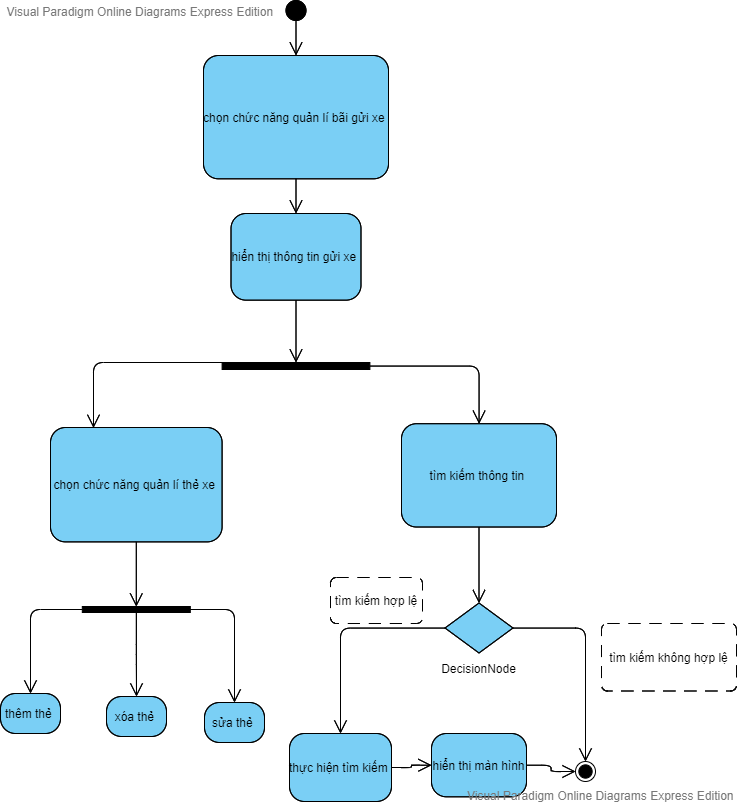 Visual Paradigm Online Diagrams Express Edition
chọn chức năng quản lí bãi gửi xe
hiển thị thông tin gửi xe
chọn chức năng quản lí thẻ xe
tìm kiếm thông tin
tìm kiếm hợp lệ
tìm kiếm không hợp lệ
DecisionNode
thêm thẻ
xóa thẻ
sửa thẻ
thực hiện tìm kiếm
hiển thị màn hình
Visual Paradigm Online Diagrams Express Edition